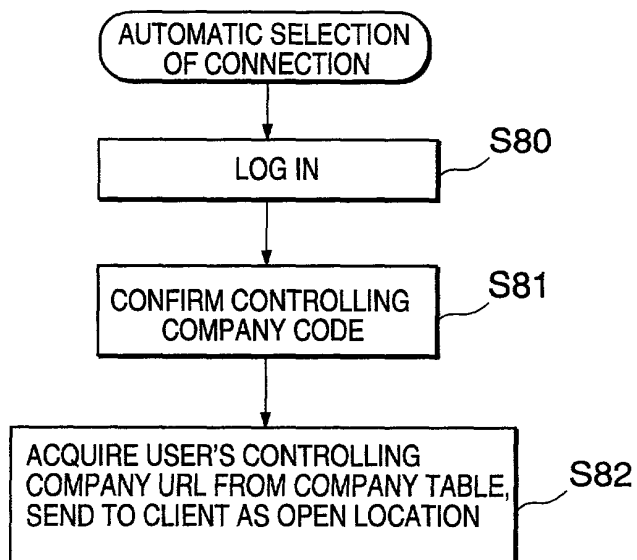 AUTOMATIC SELECTION
OF CONNECTION
S80
LOG IN
S81
CONFIRM CONTROLLING
COMPANY CODE
S82
ACQUIRE USER'S CONTROLLING
COMPANY URL FROM COMPANY TABLE,
SEND TO CLIENT AS OPEN LOCATION